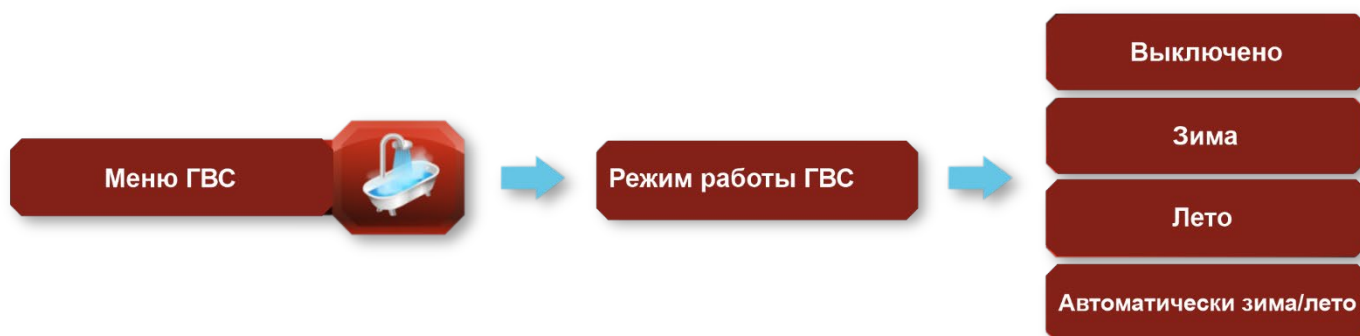 Меню ГВС
Режим работы ГВС
Выключено
Зима
Лето
Автоматически зима/лето